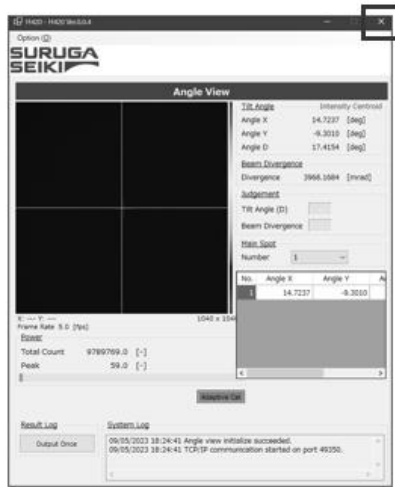 H420 - H420 Ver.0.0.4
Option (O)
SURUGA
SEIKI
Angle View
Tilt Angle Intensity Centroid
Angle X 14.7237 [deg]
Angle Y -9.3010 [deg]
Angle D 17.4154 [deg]
Beam Divergence
Divergence 3968.1684 [mrad]
Judgement
Tilt Angle (D)
Beam Divergence
Main Spot
Number 1
No. Angle X Angle Y A
1 14.7237 -9.3010
X: --- Y: --- 1040 x 104
Frame Rate 5.0 [fps]
Power
Total Count 9789769.0 [-]
Peak 59.0 [-]
Adaptive Cal.
Result Log System Log
Output Once
09/05/2023 18:24:41 Angle view initialize succeeded.
09/05/2023 18:24:41 TCP/IP communication started on port 49350.